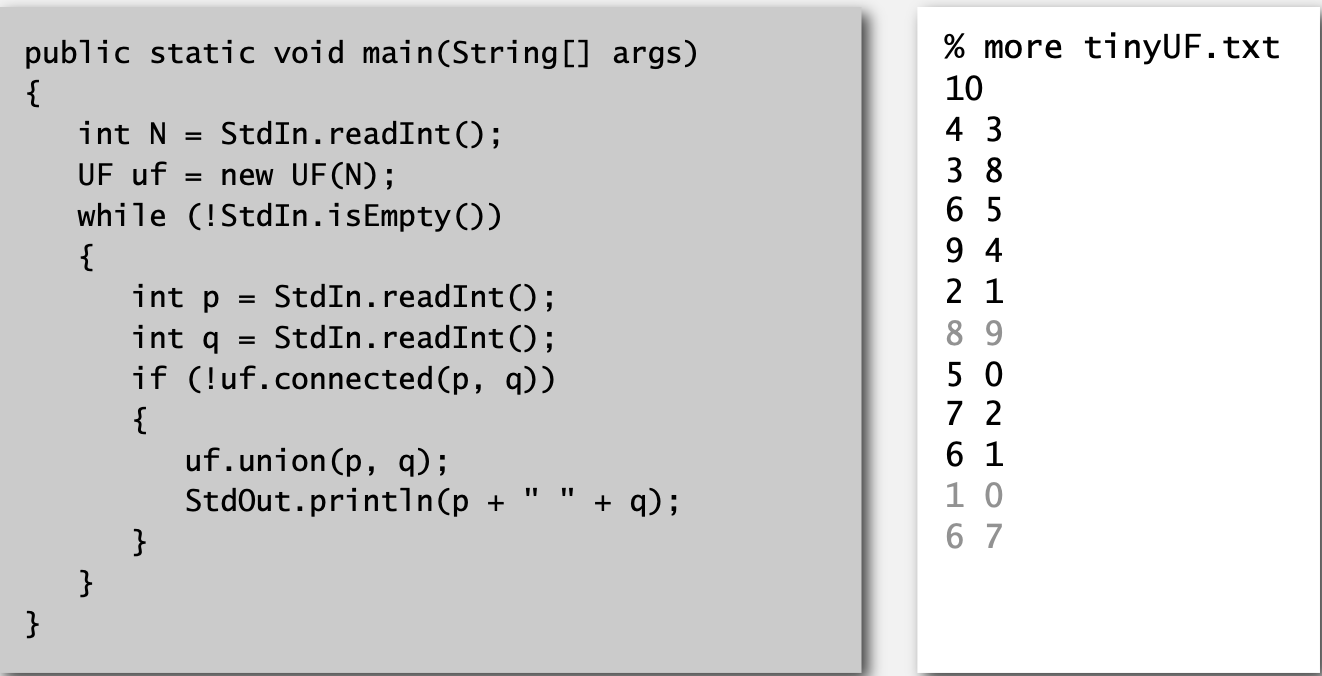 public static void main(String[] args)
{
   int N = StdIn.readInt();
   UF uf = new UF(N);
   while (!StdIn.isEmpty())
   {
      int p = StdIn.readInt();
      int q = StdIn.readInt();
      if (!uf.connected(p, q))
      {
         uf.union(p, q);
         StdOut.println(p + " " + q);
      }
   }
}
% more tinyUF.txt
10
4 3
3 8
6 5
9 4
2 1
8 9
5 0
7 2
6 1
1 0
6 7